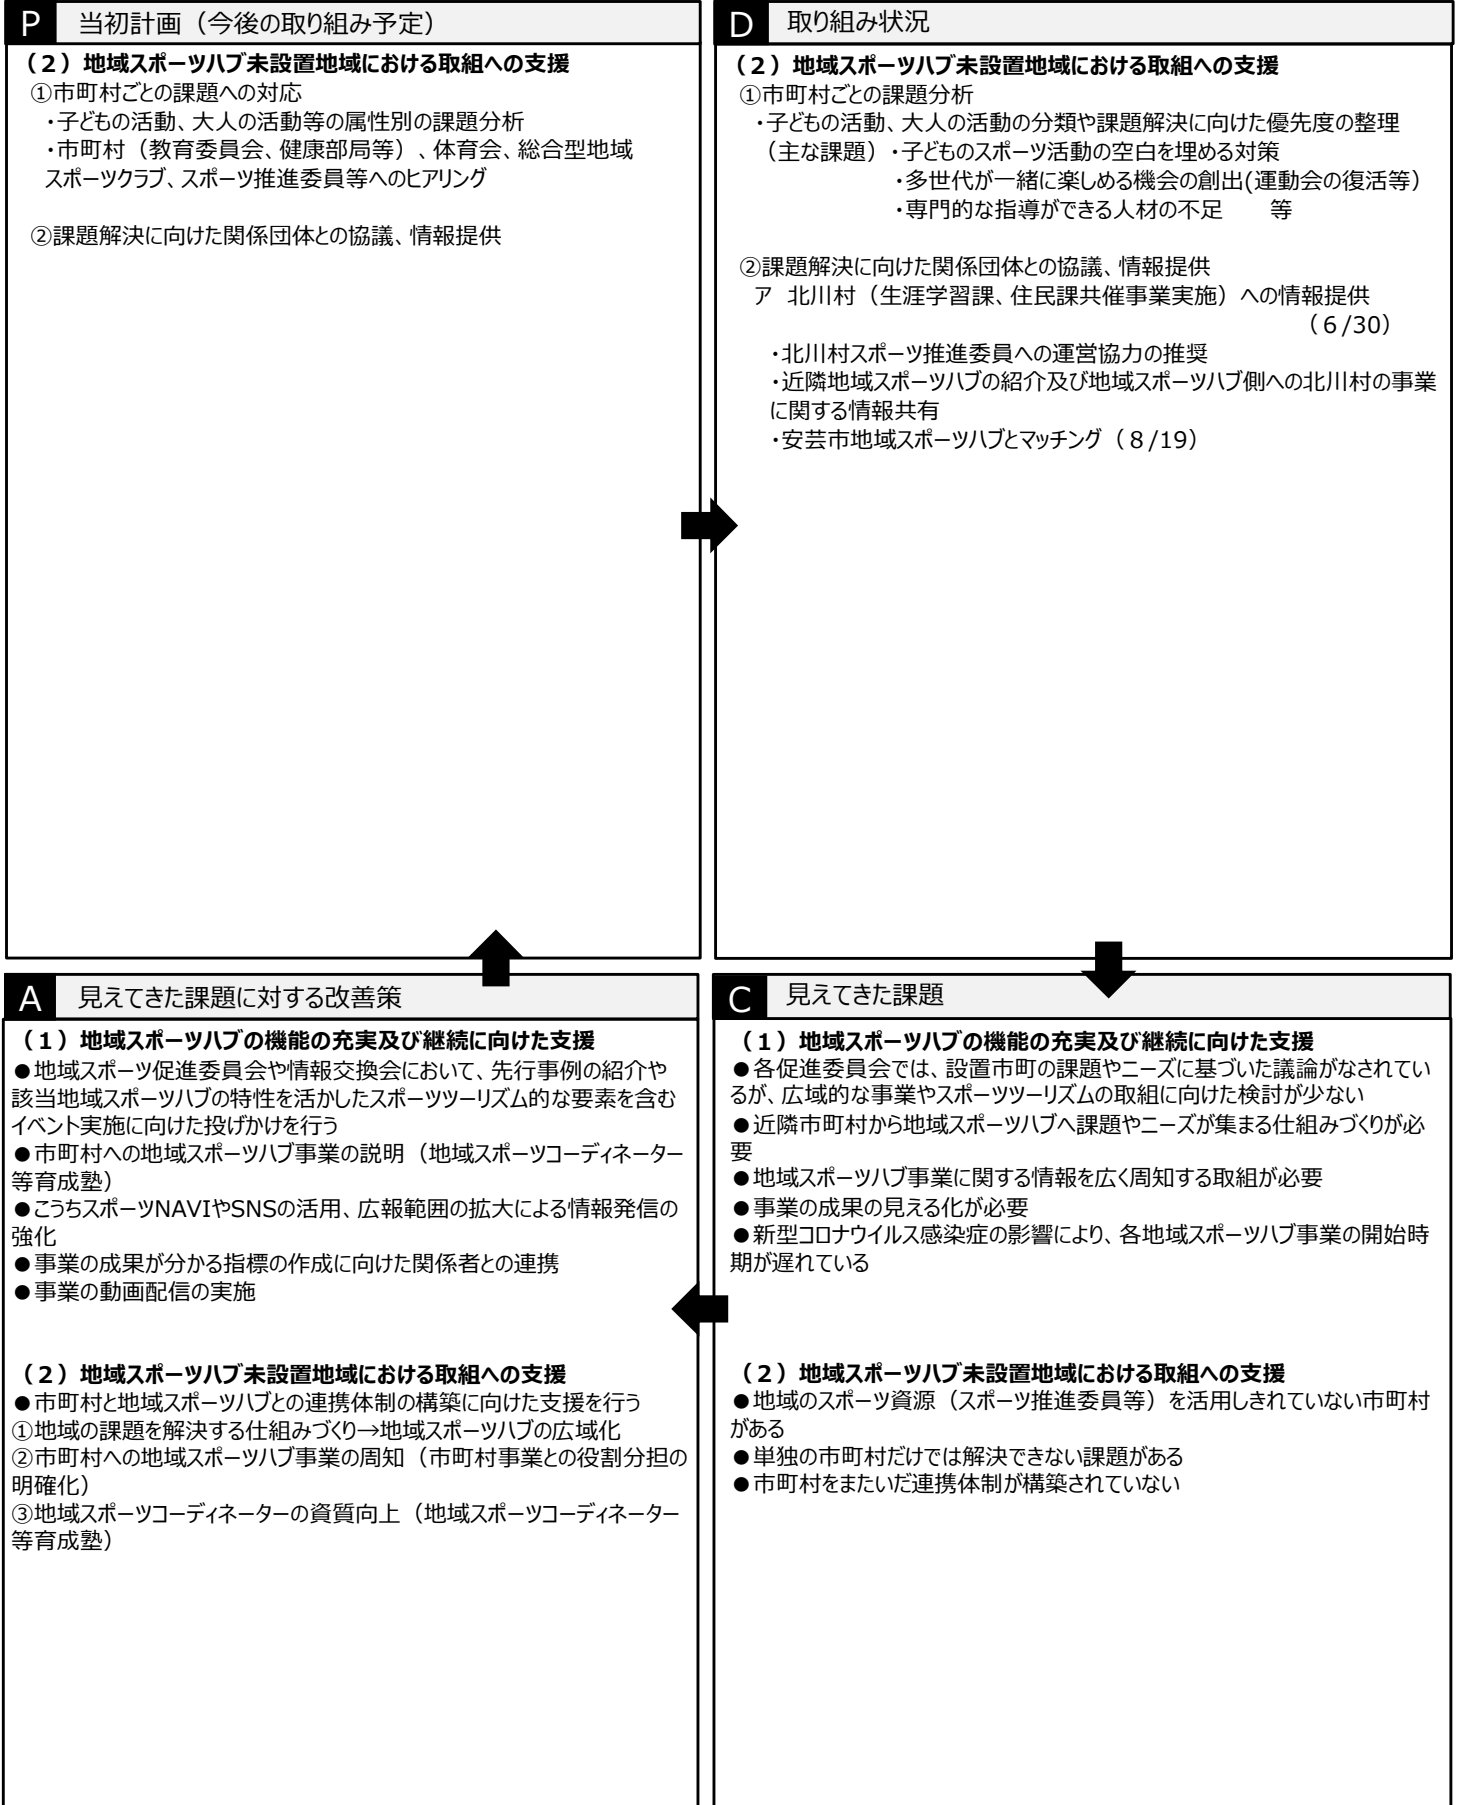 P 当初計画（今後の取り組み予定）
（２）地域スポーツハブ未設置地域における取組への支援
①市町村ごとの課題への対応
・子どもの活動、大人の活動等の属性別の課題分析
・市町村（教育委員会、健康部局等）、体育会、総合型地域
スポーツクラブ、スポーツ推進委員等へのヒアリング
②課題解決に向けた関係団体との協議、情報提供
D 取り組み状況
（２）地域スポーツハブ未設置地域における取組への支援
①市町村ごとの課題分析
・子どもの活動、大人の活動の分類や課題解決に向けた優先度の整理
（主な課題）・子どものスポーツ活動の空白を埋める対策
・多世代が一緒に楽しめる機会の創出(運動会の復活等）
・専門的な指導ができる人材の不足　　等
②課題解決に向けた関係団体との協議、情報提供
ア　北川村（生涯学習課、住民課共催事業実施）への情報提供
（６/30）
・北川村スポーツ推進委員への運営協力の推奨
・近隣地域スポーツハブの紹介及び地域スポーツハブ側への北川村の事業
に関する情報共有
・安芸市地域スポーツハブとマッチング（８/19）
A 見えてきた課題に対する改善策
（１）地域スポーツハブの機能の充実及び継続に向けた支援
●地域スポーツ促進委員会や情報交換会において、先行事例の紹介や
該当地域スポーツハブの特性を活かしたスポーツツーリズム的な要素を含む
イベント実施に向けた投げかけを行う
●市町村への地域スポーツハブ事業の説明（地域スポーツコーディネーター
等育成塾）
●こうちスポーツNAVIやSNSの活用、広報範囲の拡大による情報発信の
強化
●事業の成果が分かる指標の作成に向けた関係者との連携
●事業の動画配信の実施
（２）地域スポーツハブ未設置地域における取組への支援
●市町村と地域スポーツハブとの連携体制の構築に向けた支援を行う
①地域の課題を解決する仕組みづくり→地域スポーツハブの広域化
②市町村への地域スポーツハブ事業の周知（市町村事業との役割分担の
明確化）
③地域スポーツコーディネーターの資質向上（地域スポーツコーディネーター
等育成塾）
C 見えてきた課題
（１）地域スポーツハブの機能の充実及び継続に向けた支援
●各促進委員会では、設置市町の課題やニーズに基づいた議論がなされてい
るが、広域的な事業やスポーツツーリズムの取組に向けた検討が少ない
●近隣市町村から地域スポーツハブへ課題やニーズが集まる仕組みづくりが必
要
●地域スポーツハブ事業に関する情報を広く周知する取組が必要
●事業の成果の見える化が必要
●新型コロナウイルス感染症の影響により、各地域スポーツハブ事業の開始時
期が遅れている
（２）地域スポーツハブ未設置地域における取組への支援
●地域のスポーツ資源（スポーツ推進委員等）を活用しきれていない市町村
がある
●単独の市町村だけでは解決できない課題がある
●市町村をまたいだ連携体制が構築されていない